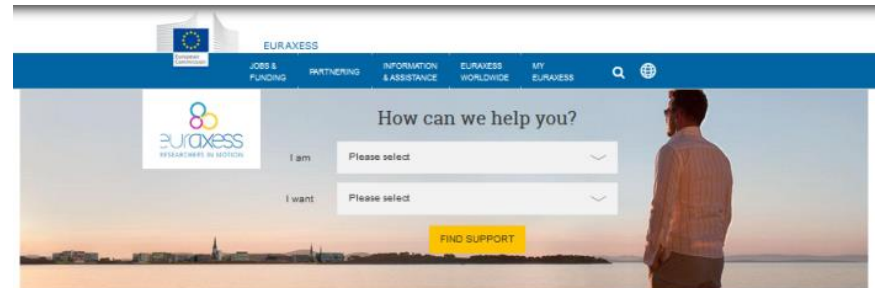 European
Commission
EURAXESS
JOBS &
FUNDING
PARTNERING
INFORMATION
& ASSISTANCE
EURAXESS
WORLDWIDE
MY
EURAXESS
euraxess
RESEARCHERS IN MOTION
How can we help you?
I am
Please select
I want
Please select
FIND SUPPORT